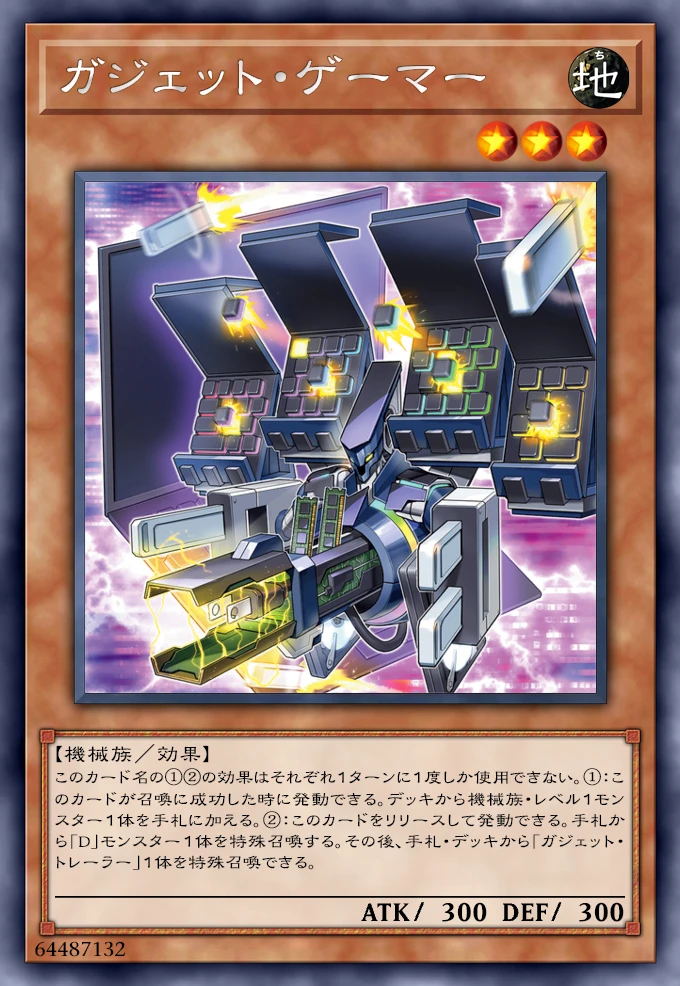 ガジェット・ゲーマー
ち
地
【機械族／効果】
このカード名の①②の効果はそれぞれ1ターンに1度しか使用できない。①：こ
のカードが召喚に成功した時に発動できる。デッキから機械族・レベル1モン
スター1体を手札に加える。②：このカードをリリースして発動できる。手札か
ら「D」モンスター1体を特殊召喚する。その後、手札・デッキから「ガジェット・
トレーラー」1体を特殊召喚できる。
ATK/ 300 DEF/ 300
64487132